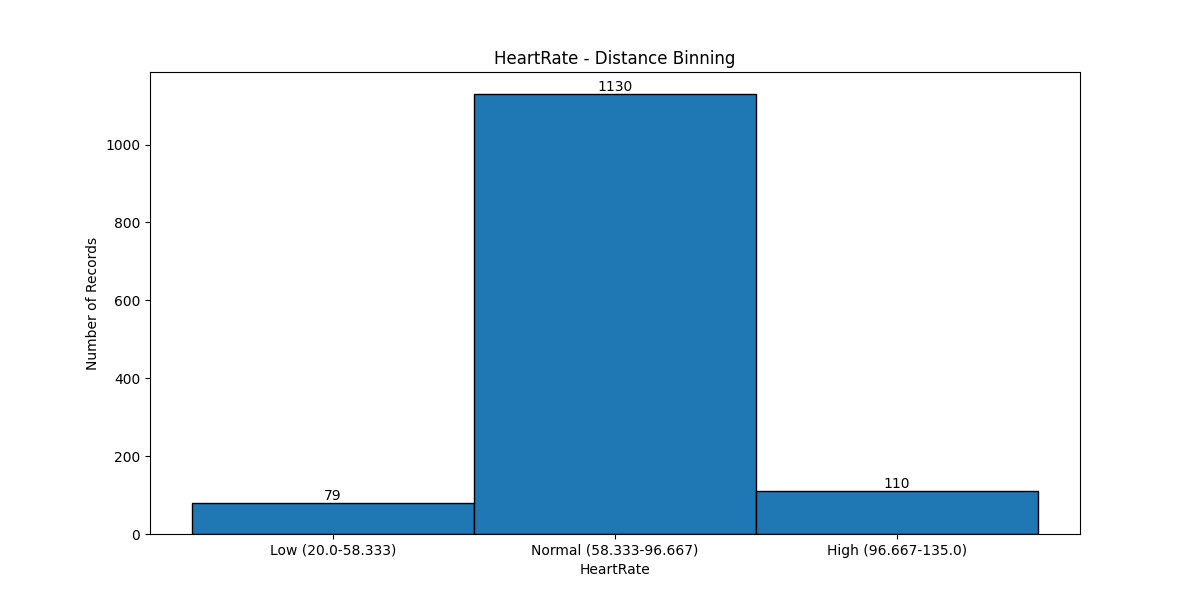 HeartRate - Distance Binning
1130
1000
800
600
400
200
0
Number of Records
79
110
Low (20.0-58.333)
Normal (58.333-96.667)
High (96.667-135.0)
HeartRate